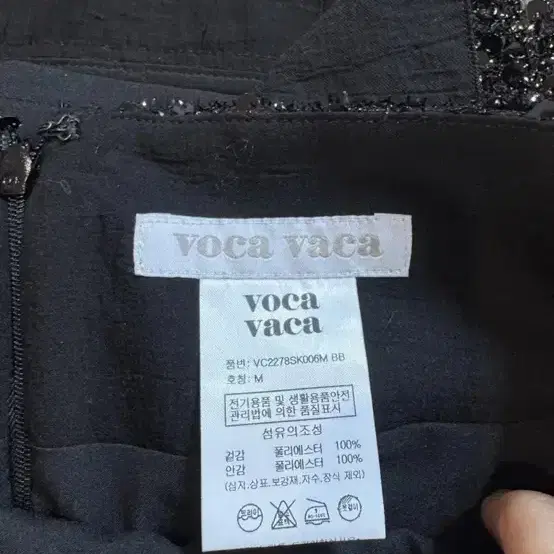 voca vaca
voca
vaca
품번: VC2278SK006M BB
호칭: M
전기용품 및 생활용품안전
관리법에 의한 품질표시
섬유의조성
겉감 폴리에스터 100%
안감 폴리에스터 100%
(심지,상표,보강재,자수,장식 제외)